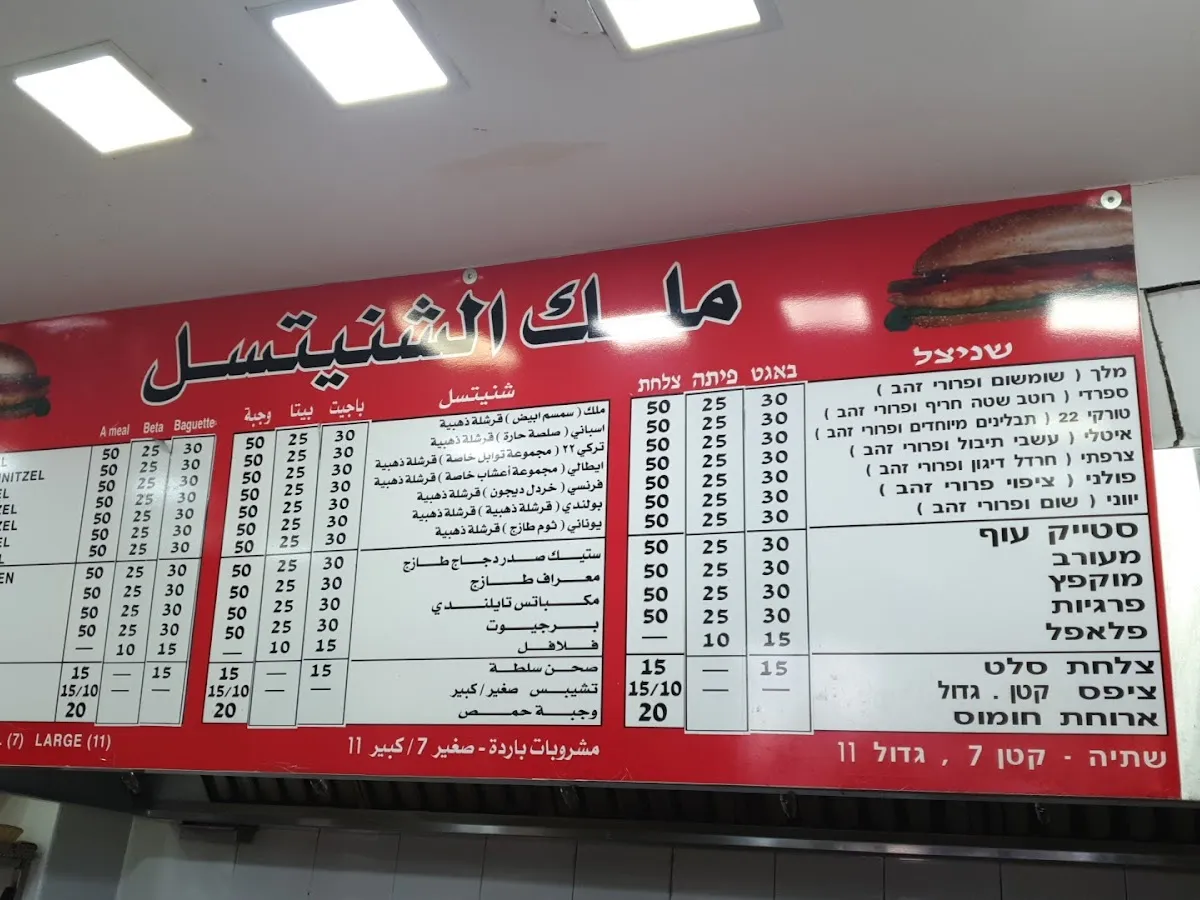 ملك الشنيتسل
שניצל
באגט פיתה צלחת
מלך ( שומשום ופרורי זהב ) 30 25 50
ספרדי ( רוטב שטה חריף ופרורי זהב ) 30 25 50
טורקי 22 ( תבלינים מיוחדים ופרורי זהב ) 30 25 50
איטלי ( עשבי תיבול ופרורי זהב ) 30 25 50
צרפתי ( חרדל דיגון ופרורי זהב ) 30 25 50
פולני ( ציפוי פרורי זהב ) 30 25 50
יווני ( שום ופרורי זהב ) 30 25 50
סטייק עוף 30 25 50
מעורב 30 25 50
מוקפץ 30 25 50
פרגיות 30 25 50
פלאפל 15 10 —
צלחת סלט 15 — 15
ציפס קטן . גדול — — 15/10
ארוחת חומוס 20
שתיה - קטן 7 , גדול 11
شنيتسل
باجيت بيتا وجبة
ملك ( سمسم ابيض ) قرشلة ذهبية 30 25 50
اسباني ( صلصة حارة ) قرشلة ذهبية 30 25 50
تركي ٢٢ ( مجموعة توابل خاصة ) قرشلة ذهبية 30 25 50
ايطالي ( مجموعة أعشاب خاصة ) قرشلة ذهبية 30 25 50
فرنسي ( خردل ديجون ) قرشلة ذهبية 30 25 50
بولندي ( قرشلة ذهبية ) قرشلة ذهبية 30 25 50
يوناني ( ثوم طازج ) قرشلة ذهبية 30 25 50
ستيك صدر دجاج طازج 30 25 50
معراف طازج 30 25 50
مكباتس تايلندي 30 25 50
برجيوت 30 25 50
فلافل 15 10 —
صحن سلطة 15 — 15
تشيبس صغير / كبير — — 15/10
وجبة حمص 20
مشروبات باردة - صغير 7 / كبير 11
A meal Beta Baguette
50 25 30
NITZEL 50 25 30
50 25 30
ZEL 50 25 30
ZEL 50 25 30
50 25 30
50 25 30
EN 50 25 30
50 25 30
50 25 30
50 25 30
— 10 15
15 — 15
15/10 — —
20
(7) LARGE (11)